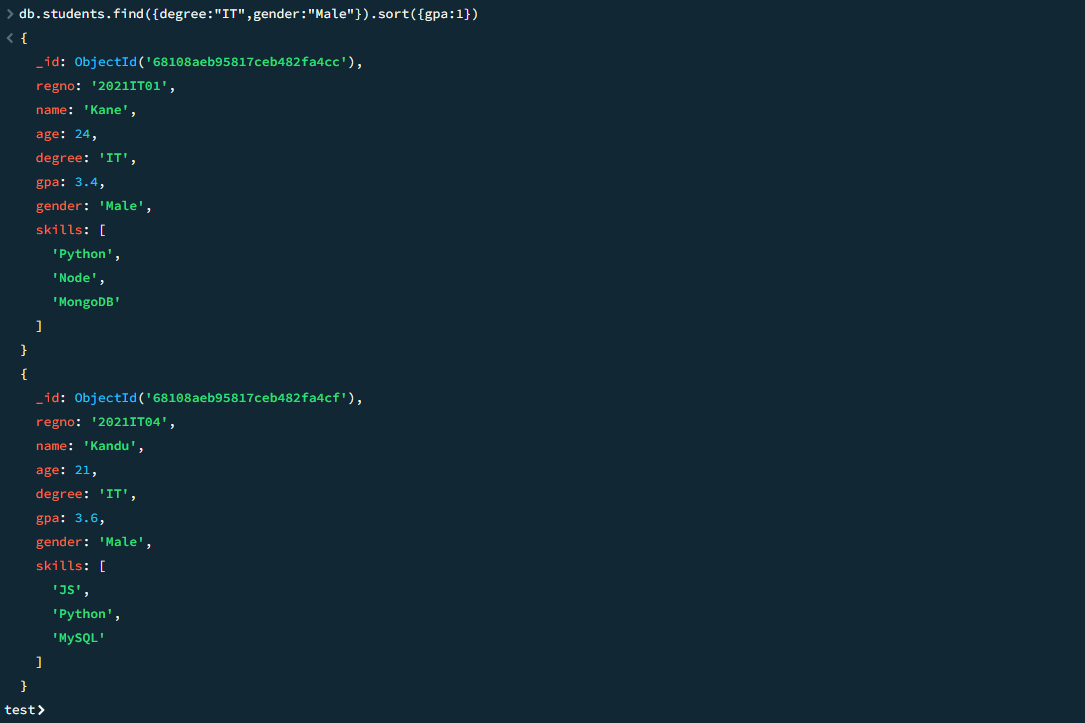 > db.students.find({degree:"IT",gender:"Male"}).sort({gpa:1})
< {
_id: ObjectId('68108aeb95817ceb482fa4cc'),
regno: '2021IT01',
name: 'Kane',
age: 24,
degree: 'IT',
gpa: 3.4,
gender: 'Male',
skills: [
'Python',
'Node',
'MongoDB'
]
}
{
_id: ObjectId('68108aeb95817ceb482fa4cf'),
regno: '2021IT04',
name: 'Kandu',
age: 21,
degree: 'IT',
gpa: 3.6,
gender: 'Male',
skills: [
'JS',
'Python',
'MySQL'
]
}
test>